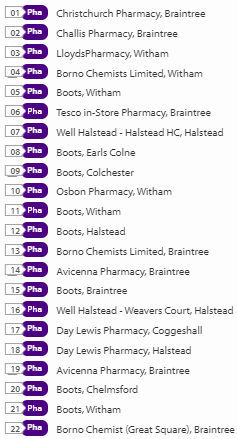 01 Pha Christchurch Pharmacy, Braintree
02 Pha Challis Pharmacy, Braintree
03 Pha LloydsPharmacy, Witham
04 Pha Borno Chemists Limited, Witham
05 Pha Boots, Witham
06 Pha Tesco in-Store Pharmacy, Braintree
07 Pha Well Halstead - Halstead HC, Halstead
08 Pha Boots, Earls Colne
09 Pha Boots, Colchester
10 Pha Osbon Pharmacy, Witham
11 Pha Boots, Witham
12 Pha Boots, Halstead
13 Pha Borno Chemists Limited, Braintree
14 Pha Avicenna Pharmacy, Braintree
15 Pha Boots, Braintree
16 Pha Well Halstead - Weavers Court, Halstead
17 Pha Day Lewis Pharmacy, Coggeshall
18 Pha Day Lewis Pharmacy, Halstead
19 Pha Avicenna Pharmacy, Braintree
20 Pha Boots, Chelmsford
21 Pha Boots, Witham
22 Pha Borno Chemist (Great Square), Braintree